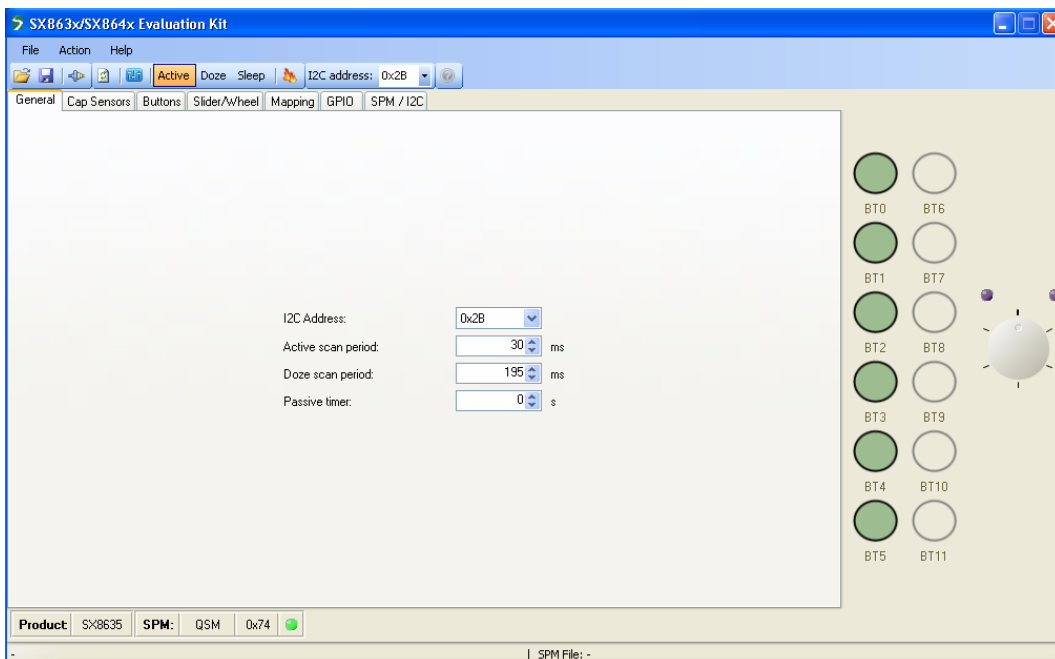 SX863x/SX864x Evaluation Kit
File Action Help
Active Doze Sleep I2C address: 0x2B
General Cap Sensors Buttons Slider/Wheel Mapping GPIO SPM / I2C
BT0 BT6
BT1 BT7
I2C Address: 0x2B
Active scan period: 30 ms
BT2 BT8
Doze scan period: 195 ms
Passive timer: 0 s
BT3 BT9
BT4 BT10
BT5 BT11
Product SX8635 SPM: QSM 0x74
- | SPM File: -